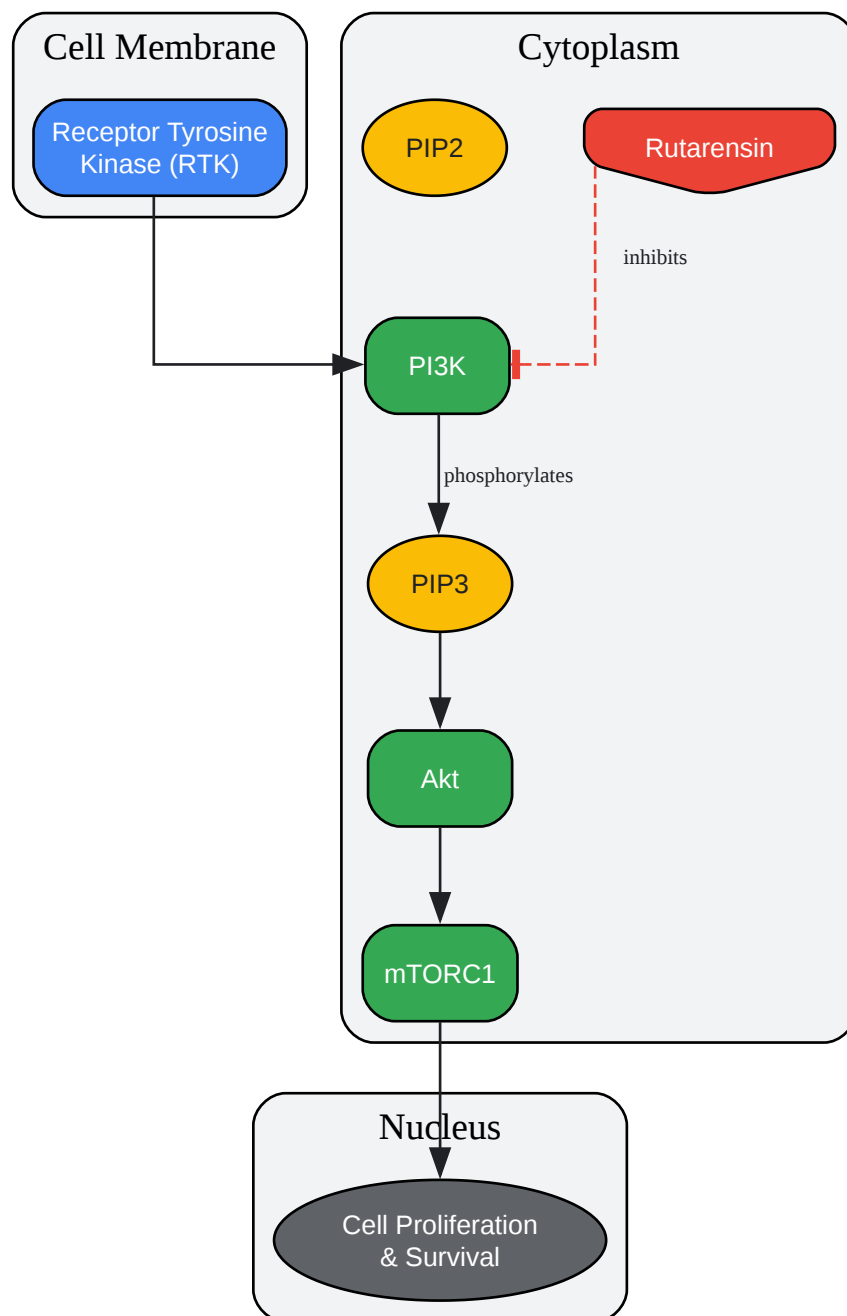 Cell Membrane
Receptor Tyrosine
Kinase (RTK)
Cytoplasm
PIP2
Rutarensin
inhibits
PI3K
phosphorylates
PIP3
Akt
mTORC1
Nucleus
Cell Proliferation
& Survival